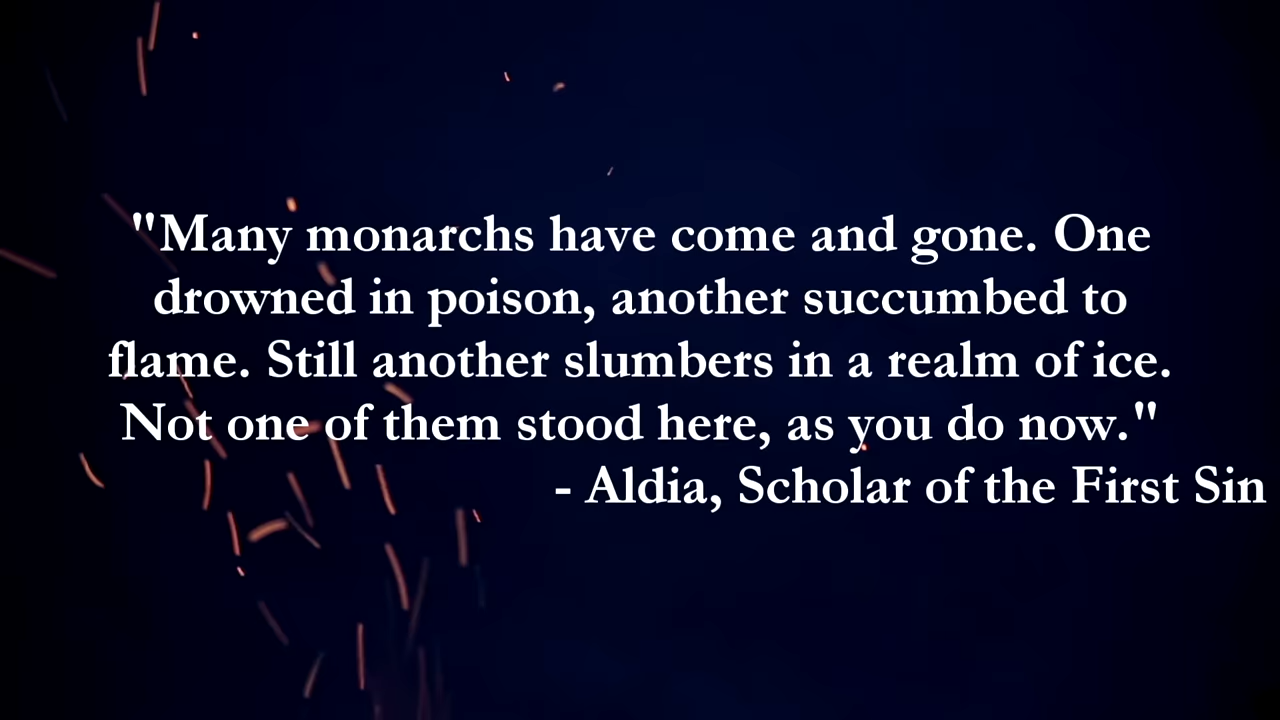 "Many monarchs have come and gone. One
drowned in poison, another succumbed to
flame. Still another slumbers in a realm of ice.
Not one of them stood here, as you do now."
- Aldia, Scholar of the First Sin